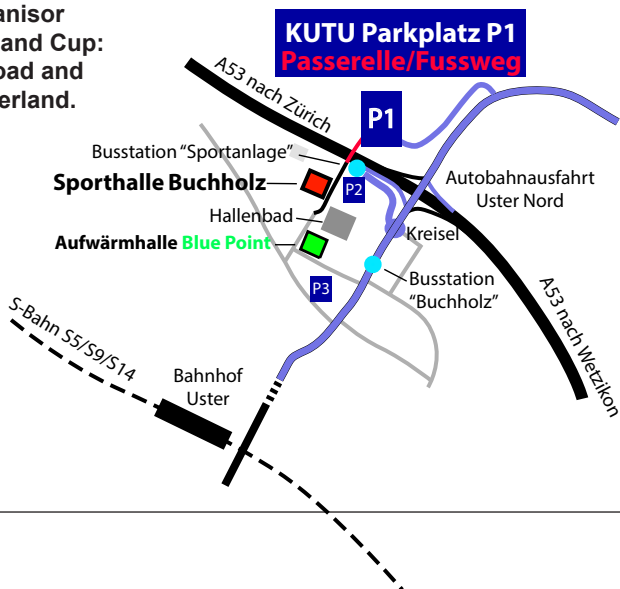 anisor
and Cup:
oad and
erland.
KUTU Parkplatz P1
Passerelle/Fussweg
A53 nach Zürich
P1
Busstation "Sportanlage"
Sporthalle Buchholz
P2
Autobahnausfahrt
Uster Nord
Hallenbad
Kreisel
Aufwärmhalle Blue Point
Busstation
"Buchholz"
P3
A53 nach Wetzikon
S-Bahn S5/S9/S14
Bahnhof
Uster